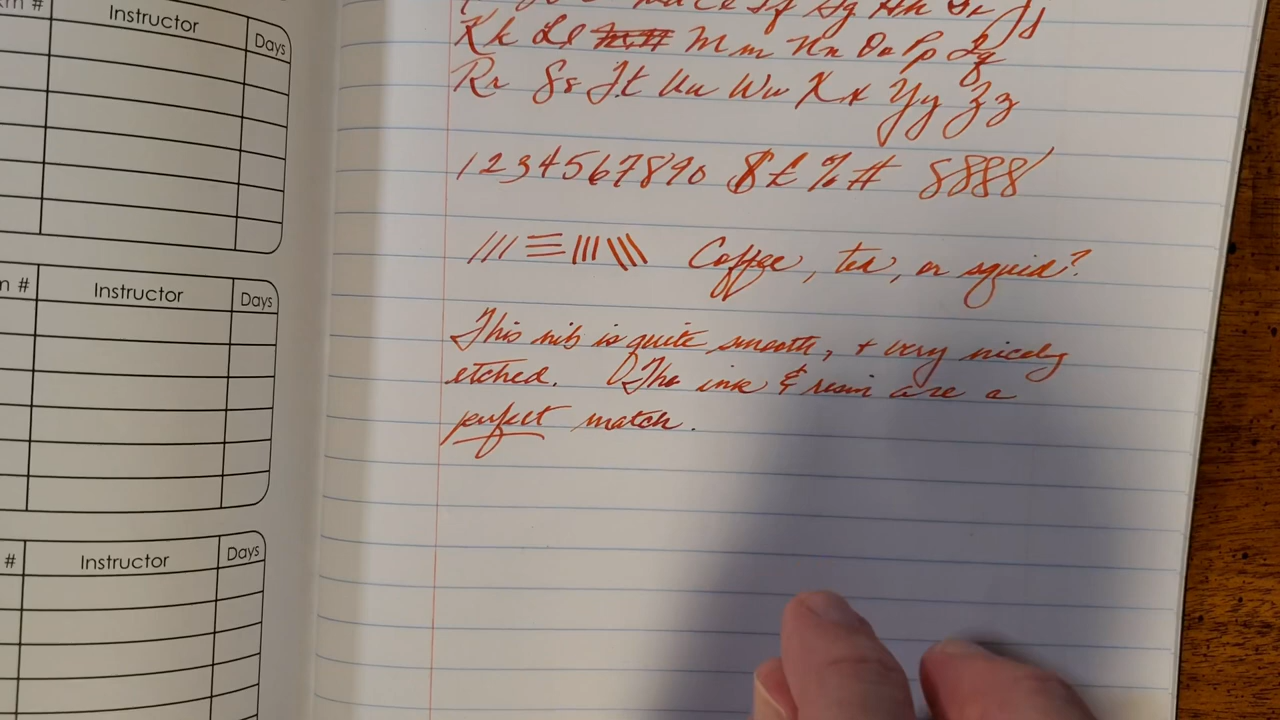 Instructor Days
Instructor Days
# Instructor Days
Kk Ll Mm Nn Oo Pp Qq
Rr Ss Tt Uu Ww Xx Yy Zz
1234567890 $ £ % # 8888
Coffee, tea, or squid?
This nib is quite smooth, + very nicely
etched. The ink & resin are a
perfect match.